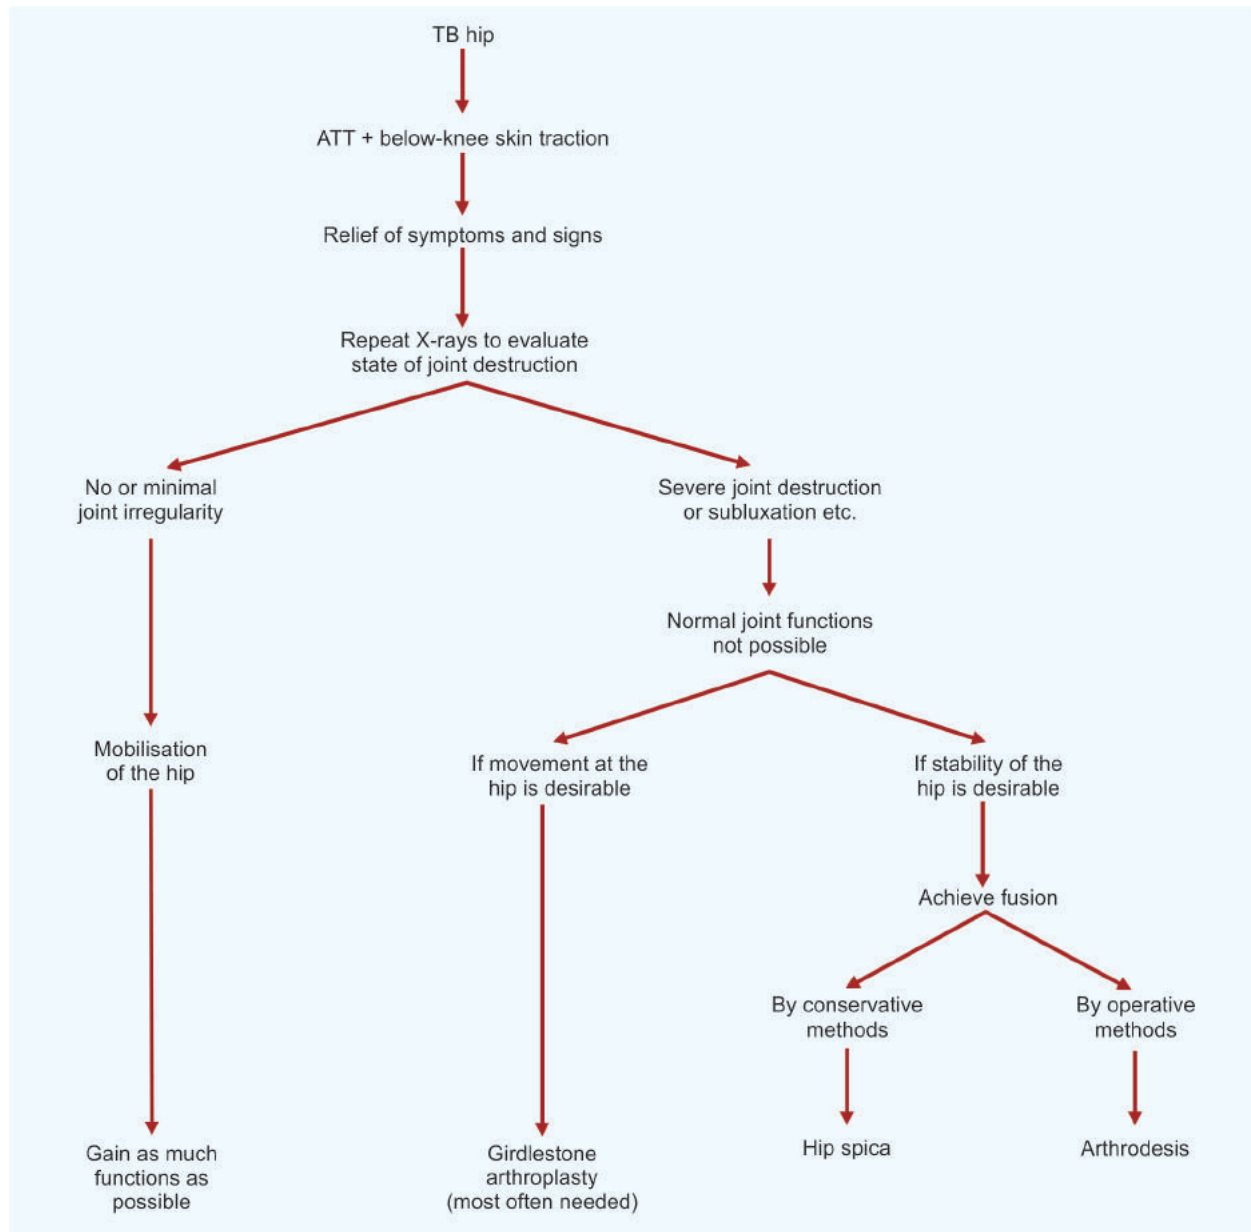 TB hip
ATT + below-knee skin traction
Relief of symptoms and signs
Repeat X-rays to evaluate
state of joint destruction
No or minimal
joint irregularity
Severe joint destruction
or subluxation etc.
Normal joint functions
not possible
Mobilisation
of the hip
If movement at the
hip is desirable
If stability of the
hip is desirable
Achieve fusion
By conservative
methods
By operative
methods
Gain as much
functions as
possible
Girdlestone
arthroplasty
(most often needed)
Hip spica
Arthrodesis